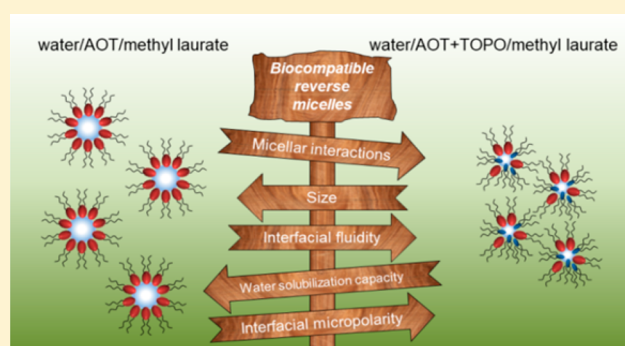 water/AOT/methyl laurate
water/AOT+TOPO/methyl laurate
Biocompatible
reverse
micelles
Micellar interactions
Size
Interfacial fluidity
Water solubilization capacity
Interfacial micropolarity